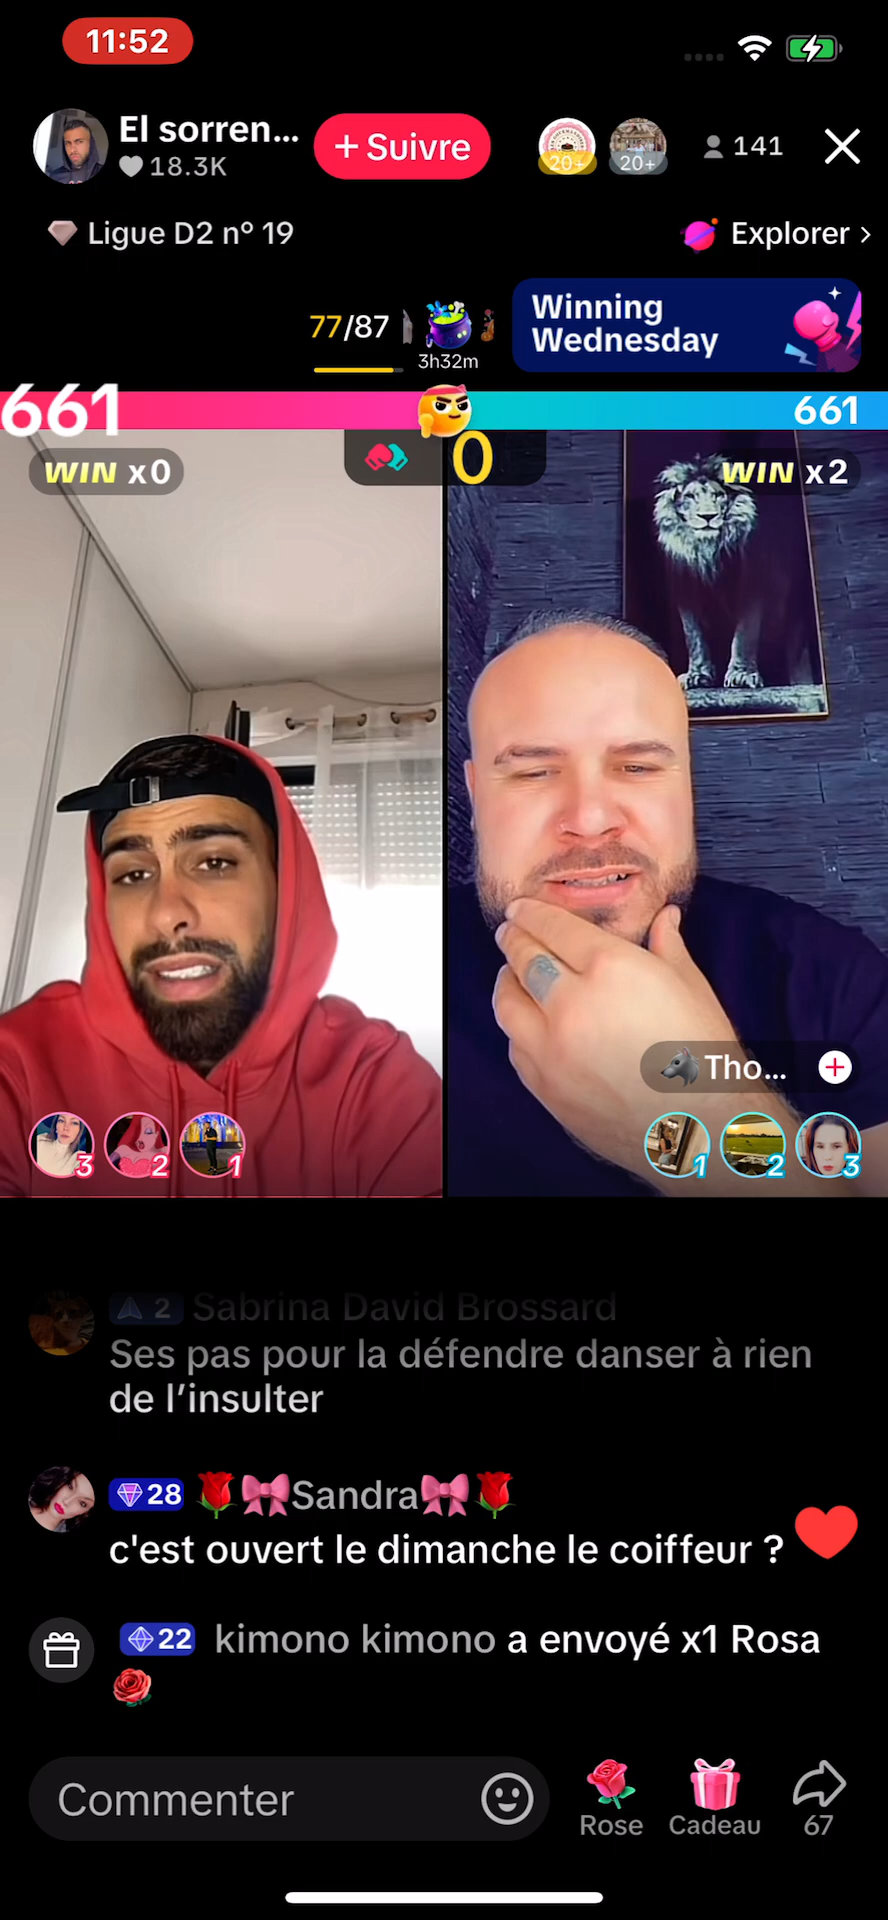 11:52
El sorren...
18.3K
+ Suivre
20+
20+
141
Ligue D2 nº 19
Explorer >
77/87
3h32m
Winning
Wednesday
661
661
WIN x0
0
WIN x2
Tho...
3
2
1
1
2
3
2 Sabrina David Brossard
Ses pas pour la défendre danser à rien
de l’insulter
28 🌹🎀Sandra🎀🌹
c'est ouvert le dimanche le coiffeur ?
22 kimono kimono a envoyé x1 Rosa
Commenter
Rose
Cadeau
67